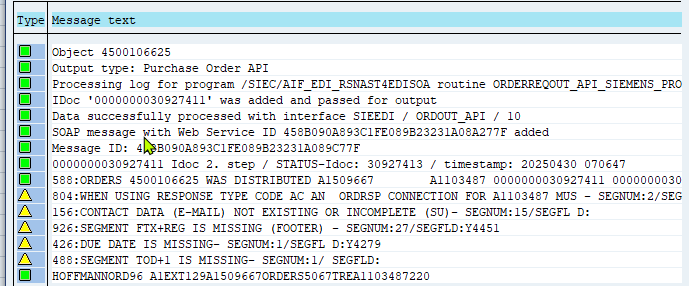 Type Message text
Object 4500106625
Output type: Purchase Order API
Processing log for program /SIEC/AIF_EDI_RSNAST4EDISOA routine ORDERREQOUT_API_SIEMENS_PRO
IDoc '0000000030927411' was added and passed for output
Data successfully processed with interface SIEEDI / ORDOUT_API / 10
SOAP message with Web Service ID 458B090A893C1FE089B23231A08A277F added
Message ID: 458B090A893C1FE089B23231A089C77F
0000000030927411 Idoc 2. step / STATUS-Idoc: 30927413 / timestamp: 20250430 070647
588:ORDERS 4500106625 WAS DISTRIBUTED A1509667 A1103487 0000000030927411 000000030
804:WHEN USING RESPONSE TYPE CODE AC AN ORDRSP CONNECTION FOR A1103487 MUS - SEGNUM:2/SEG
156:CONTACT DATA (E-MAIL) NOT EXISTING OR INCOMPLETE (SU)- SEGNUM:15/SEGFL D:
926:SEGMENT FTX+REG IS MISSING (FOOTER) - SEGNUM:27/SEGFLD:Y4451
426:DUE DATE IS MISSING- SEGNUM:1/SEGFL D:Y4279
488:SEGMENT TOD+1 IS MISSING- SEGNUM:1/ SEGFLD:
HOFFMANNORD96 A1EXT129A1509667ORDERS5067TREA1103487220